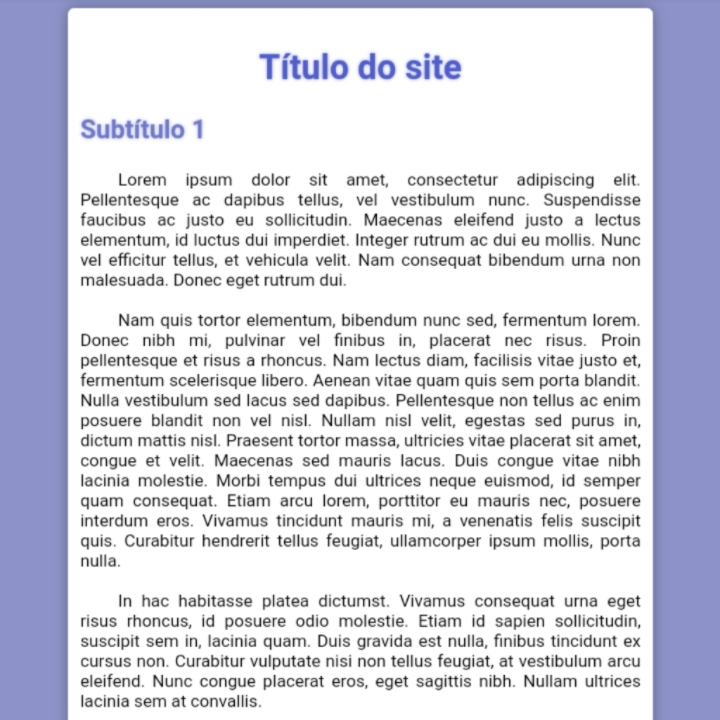 Título do site
Subtítulo 1
Lorem ipsum dolor sit amet, consectetur adipiscing elit.
Pellentesque ac dapibus tellus, vel vestibulum nunc. Suspendisse
faucibus ac justo eu sollicitudin. Maecenas eleifend justo a lectus
elementum, id luctus dui imperdiet. Integer rutrum ac dui eu mollis. Nunc
vel efficitur tellus, et vehicula velit. Nam consequat bibendum urna non
malesuada. Donec eget rutrum dui.
Nam quis tortor elementum, bibendum nunc sed, fermentum lorem.
Donec nibh mi, pulvinar vel finibus in, placerat nec risus. Proin
pellentesque et risus a rhoncus. Nam lectus diam, facilisis vitae justo et,
fermentum scelerisque libero. Aenean vitae quam quis sem porta blandit.
Nulla vestibulum sed lacus sed dapibus. Pellentesque non tellus ac enim
posuere blandit non vel nisl. Nullam nisl velit, egestas sed purus in,
dictum mattis nisl. Praesent tortor massa, ultricies vitae placerat sit amet,
congue et velit. Maecenas sed mauris lacus. Duis congue vitae nibh
lacinia molestie. Morbi tempus dui ultrices neque euismod, id semper
quam consequat. Etiam arcu lorem, porttitor eu mauris nec, posuere
interdum eros. Vivamus tincidunt mauris mi, a venenatis felis suscipit
quis. Curabitur hendrerit tellus feugiat, ullamcorper ipsum mollis, porta
nulla.
In hac habitasse platea dictumst. Vivamus consequat urna eget
risus rhoncus, id posuere odio molestie. Etiam id sapien sollicitudin,
suscipit sem in, lacinia quam. Duis gravida est nulla, finibus tincidunt ex
cursus non. Curabitur vulputate nisi non tellus feugiat, at vestibulum arcu
eleifend. Nunc congue placerat eros, eget sagittis nibh. Nullam ultrices
lacinia sem at convallis.